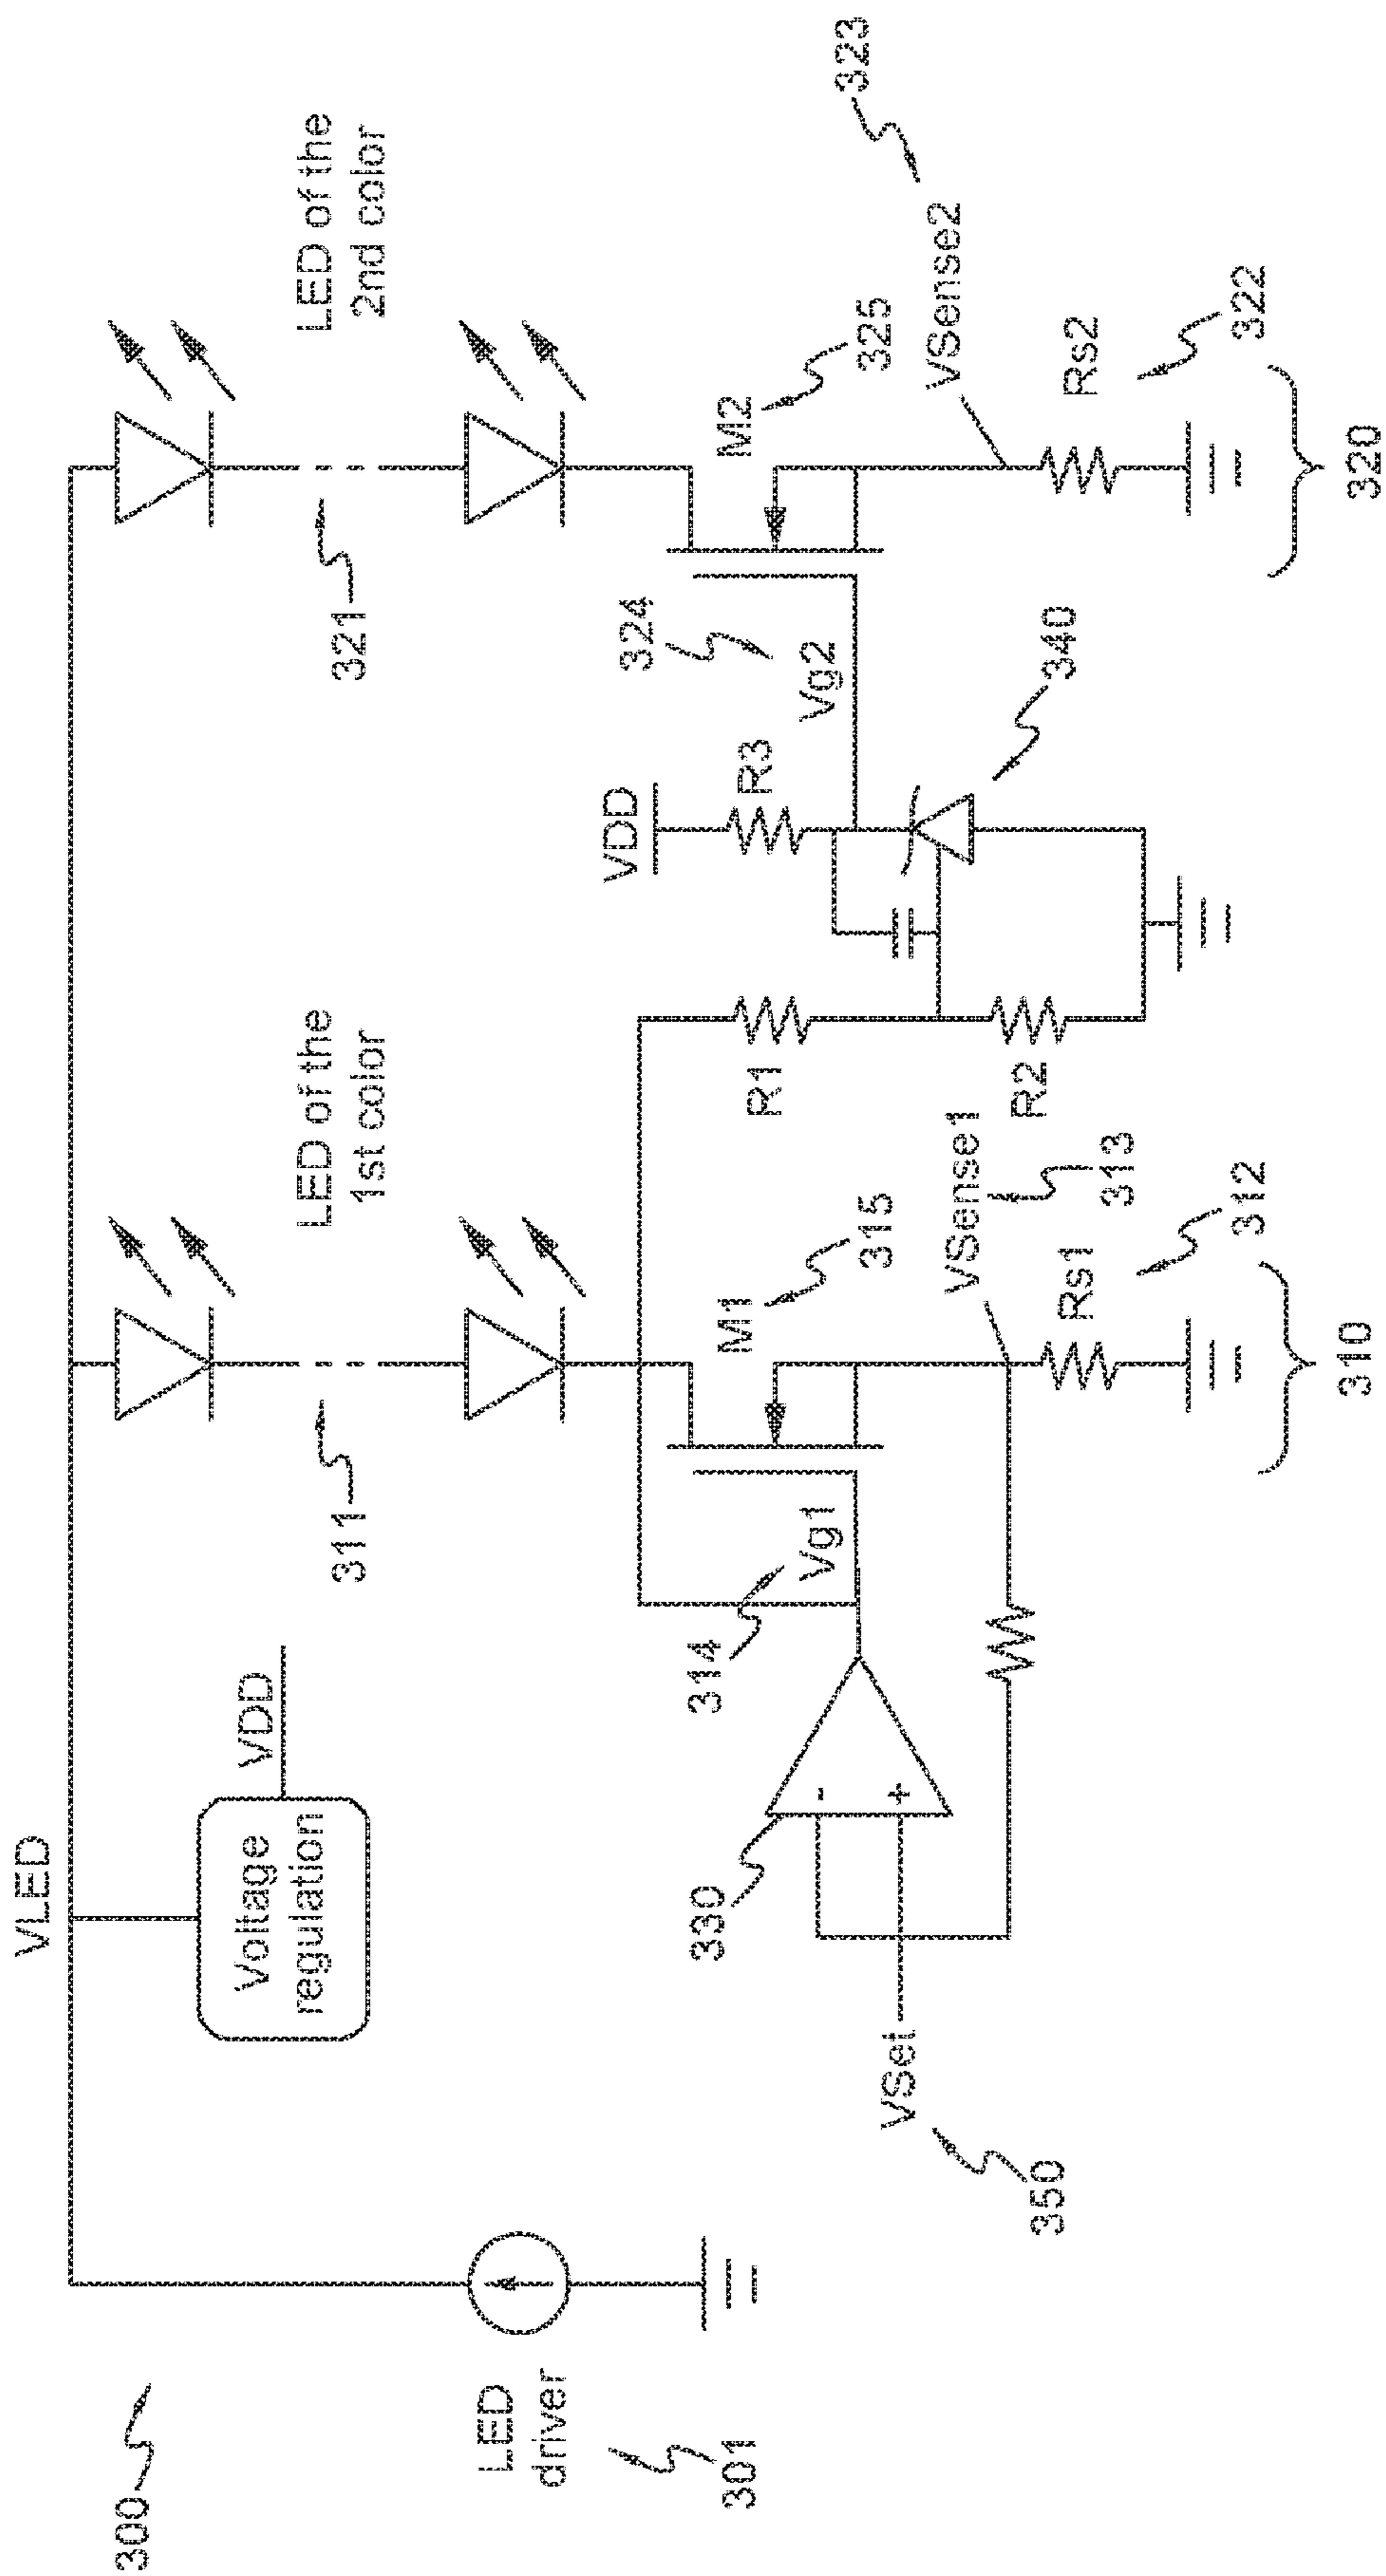 300
VLED
Voltage
regulation
VDD
LED
driver
301
311
LED of the
1st color
321
LED of the
2nd color
VSet
350
330
-
+
314
Vg1
M1
315
VSense1
313
Rs1
312
310
R1
R2
VDD
R3
340
324
Vg2
M2
325
VSense2
323
Rs2
322
320